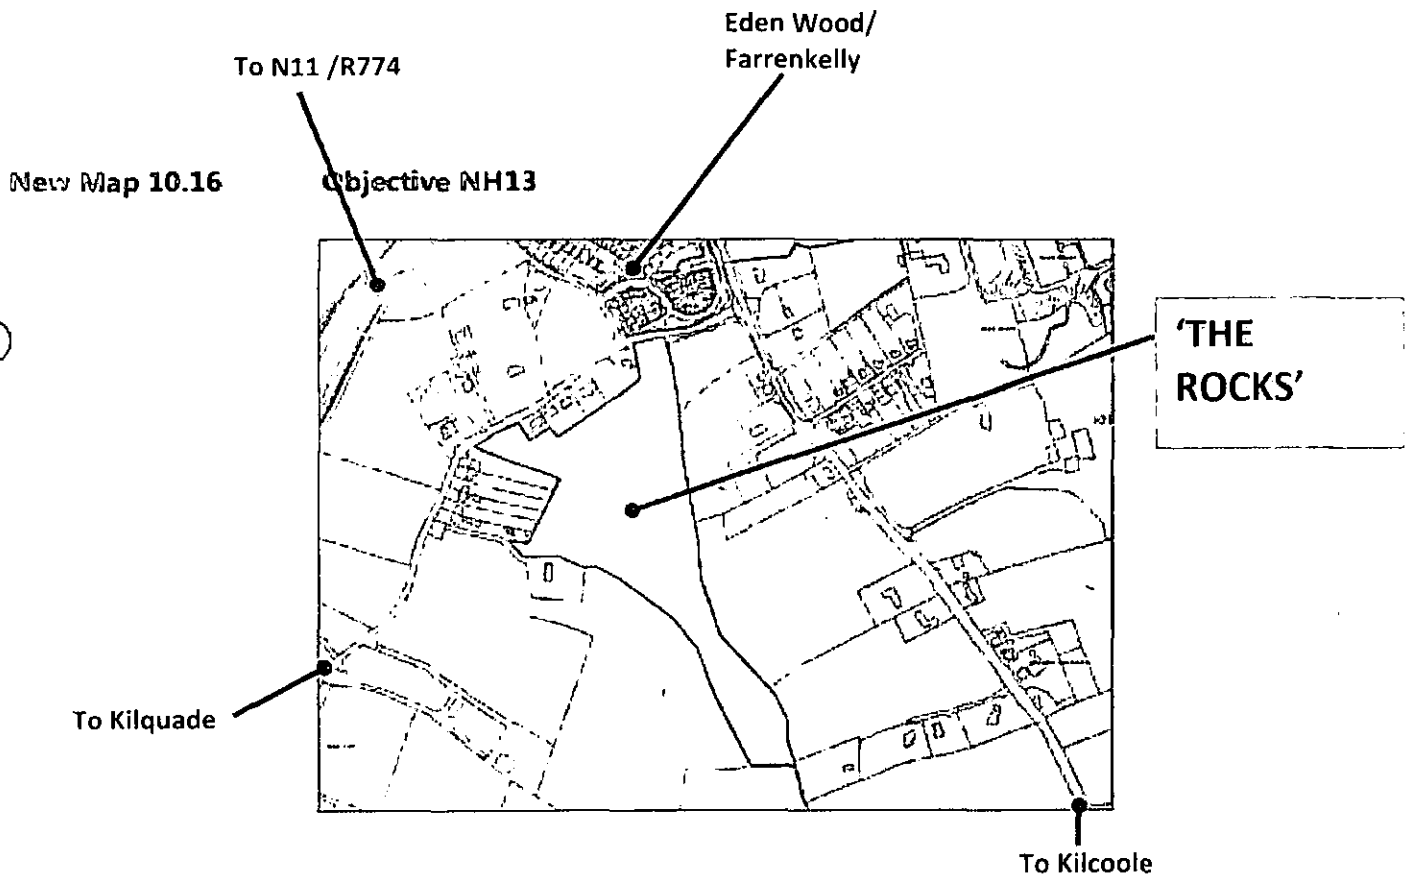 Eden Wood/
Farrenkelly
To N11 /R774
New Map 10.16 Objective NH13
'THE
ROCKS'
To Kilquade
To Kilcoole